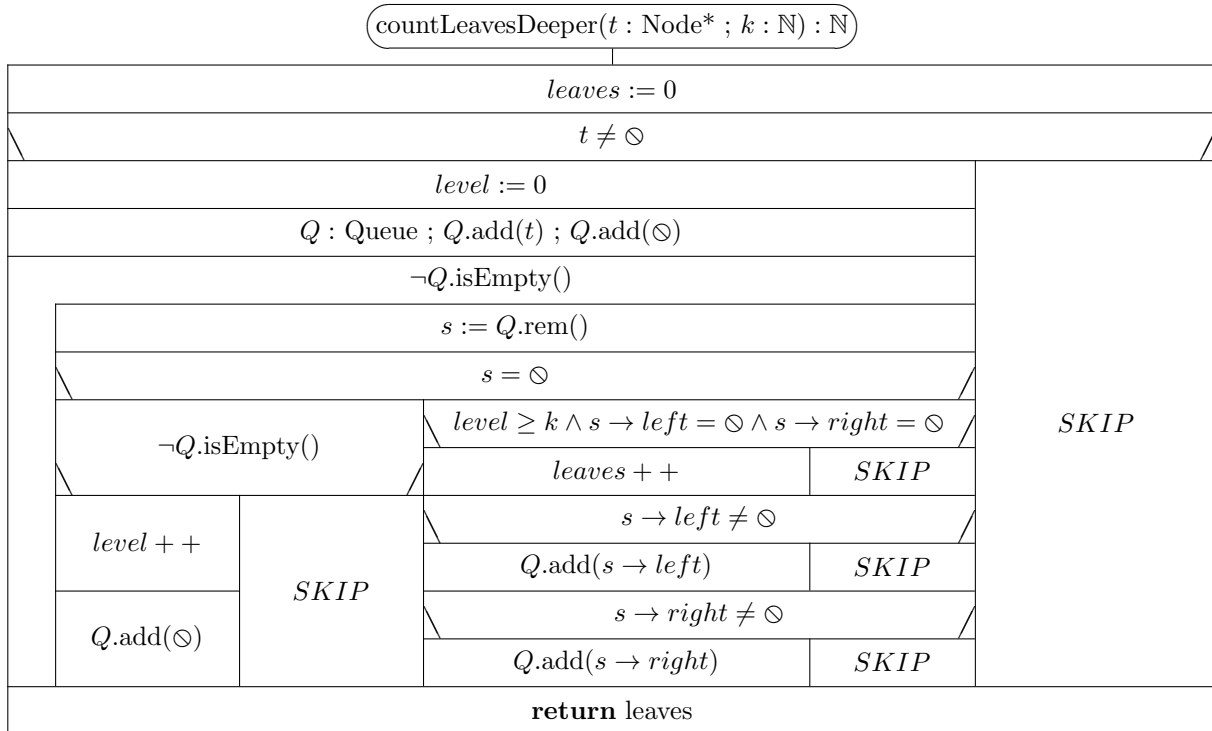 countLeavesDeeper(t : Node* ; k : ℕ) : ℕ
leaves := 0
t ≠ ⦸
level := 0
Q : Queue ; Q.add(t) ; Q.add(⦸)
¬Q.isEmpty()
s := Q.rem()
s = ⦸
¬Q.isEmpty()
level ≥ k ∧ s → left = ⦸ ∧ s → right = ⦸
SKIP
leaves + +
SKIP
level + +
SKIP
s → left ≠ ⦸
Q.add(s → left)
SKIP
Q.add(⦸)
s → right ≠ ⦸
Q.add(s → right)
SKIP
return leaves